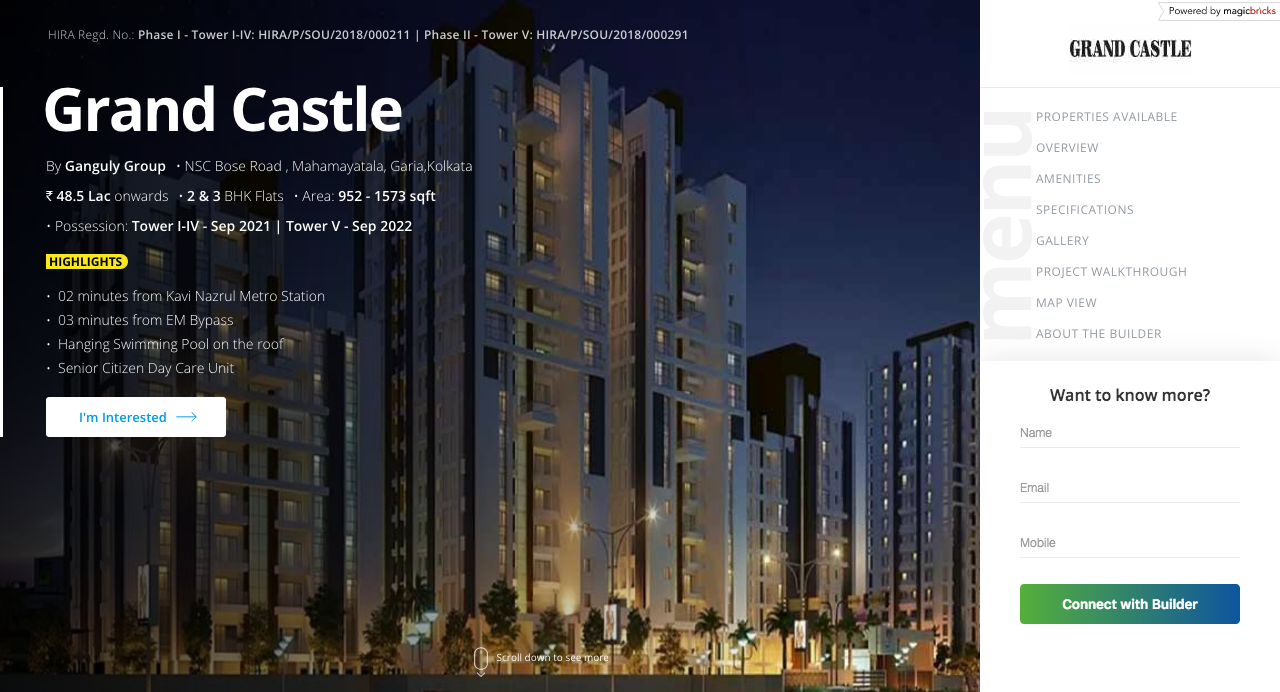 HIRA Regd. No.: Phase I - Tower I-IV: HIRA/P/SOU/2018/000211 | Phase II - Tower V: HIRA/P/SOU/2018/000291
Grand Castle
By Ganguly Group • NSC Bose Road , Mahamayatala, Garia,Kolkata
₹ 48.5 Lac onwards • 2 & 3 BHK Flats • Area: 952 - 1573 sqft
• Possession: Tower I-IV - Sep 2021 | Tower V - Sep 2022
HIGHLIGHTS
• 02 minutes from Kavi Nazrul Metro Station
• 03 minutes from EM Bypass
• Hanging Swimming Pool on the roof
• Senior Citizen Day Care Unit
I'm Interested
Scroll down to see more
Powered by magicbricks
GRAND CASTLE
menu
PROPERTIES AVAILABLE
OVERVIEW
AMENITIES
SPECIFICATIONS
GALLERY
PROJECT WALKTHROUGH
MAP VIEW
ABOUT THE BUILDER
Want to know more?
Name
Email
Mobile
Connect with Builder